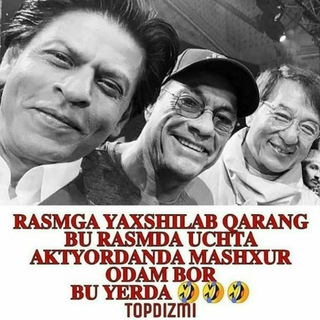 RASMGA YAXSHILAB QARANG
BU RASMDA UCHTA
AKTYORDANDA MASHXUR
ODAM BOR
BU YERDA 🤣🤣🤣
TOPDIZMI